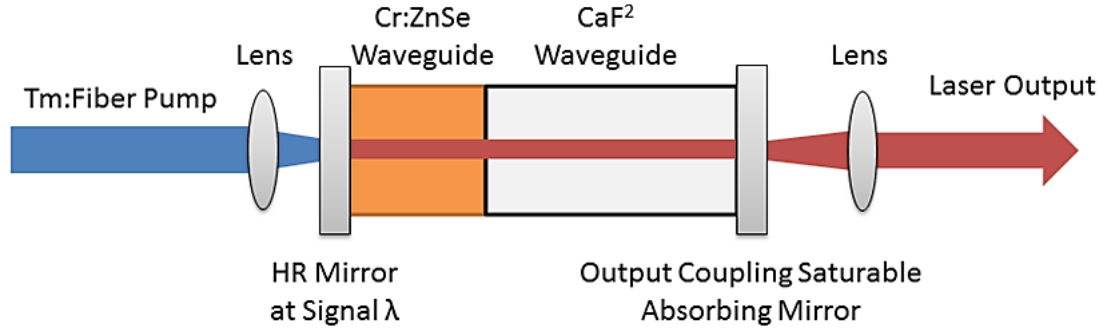 Tm:Fiber Pump
Lens
Cr:ZnSe
Waveguide
CaF²
Waveguide
Lens
Laser Output
HR Mirror
at Signal λ
Output Coupling Saturable
Absorbing Mirror